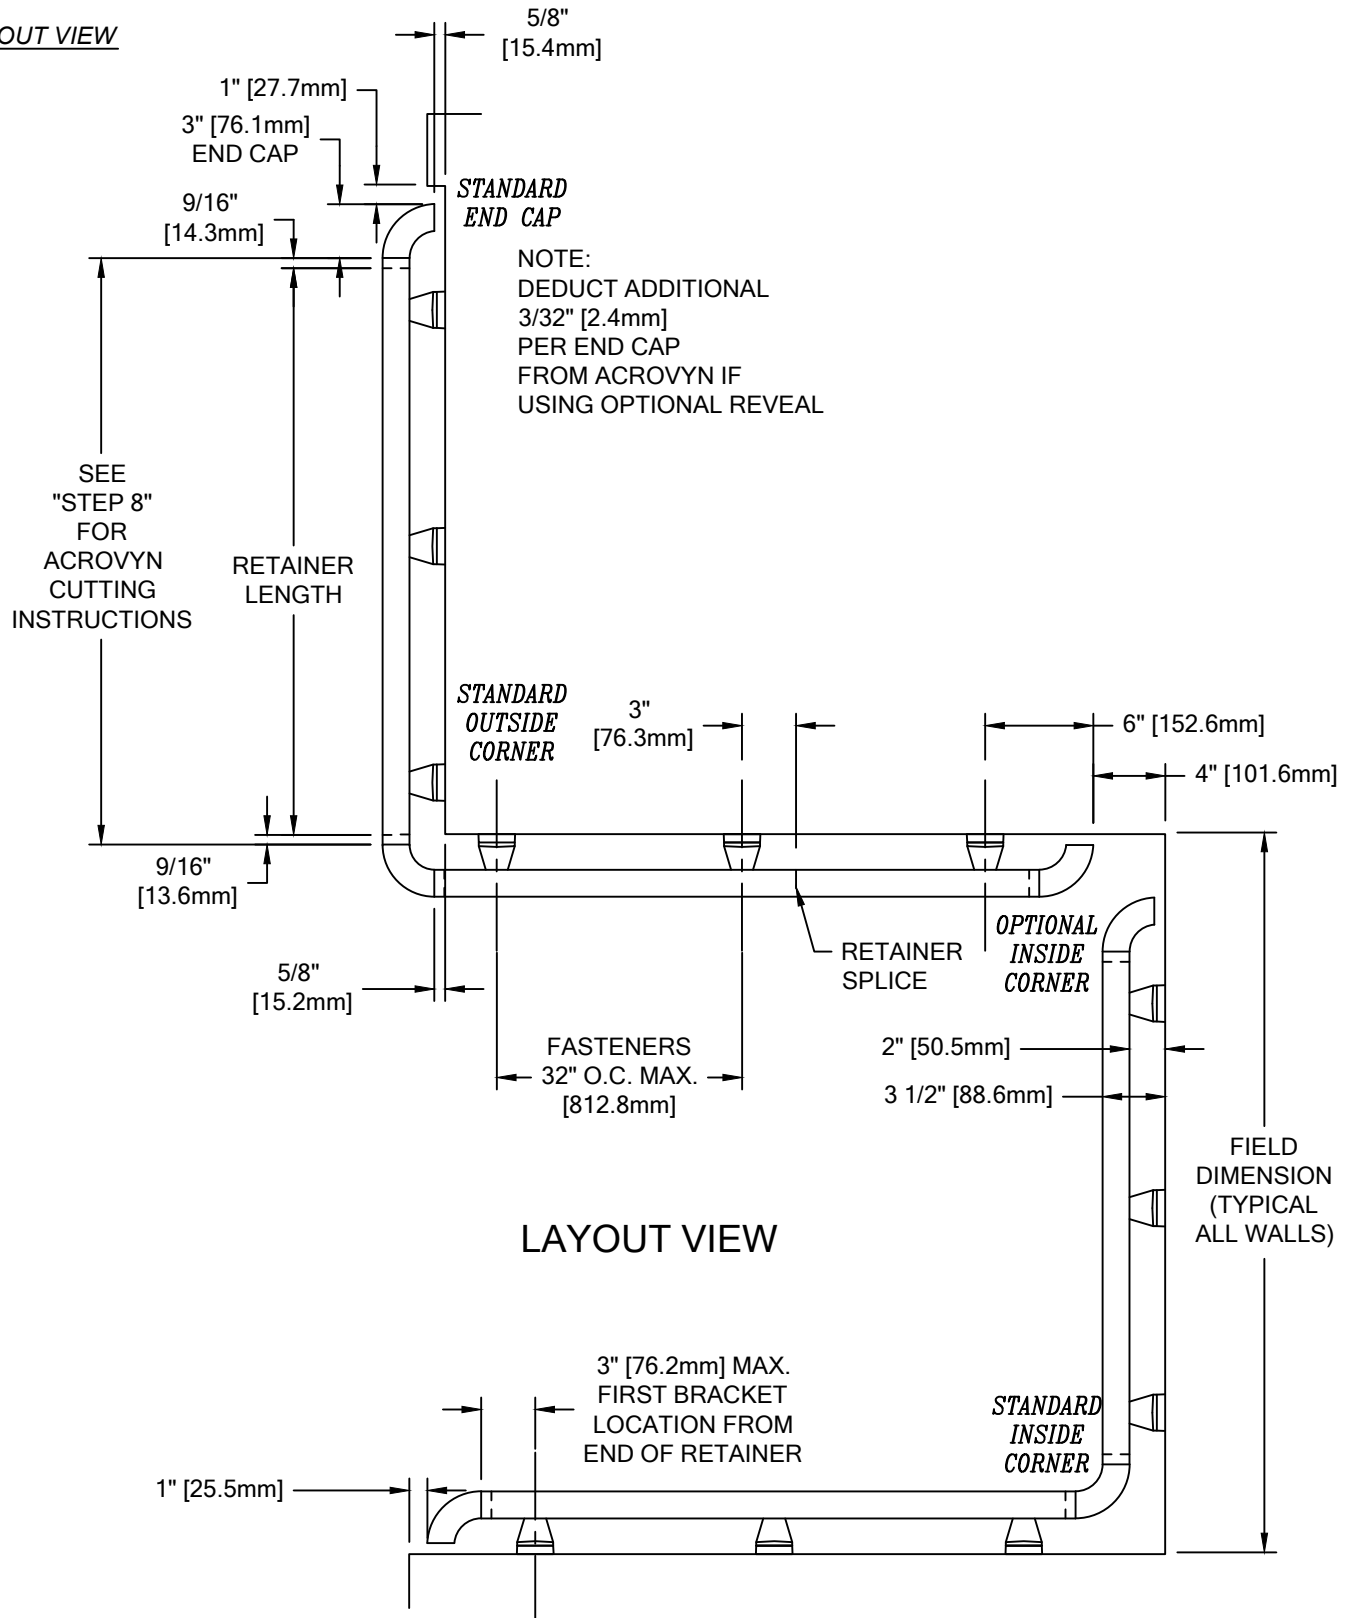 OUT VIEW
5/8"
[15.4mm]
1" [27.7mm]
3" [76.1mm]
END CAP
9/16"
[14.3mm]
STANDARD
END CAP
NOTE:
DEDUCT ADDITIONAL
3/32" [2.4mm]
PER END CAP
FROM ACROVYN IF
USING OPTIONAL REVEAL
SEE
"STEP 8"
FOR
ACROVYN
CUTTING
INSTRUCTIONS
RETAINER
LENGTH
STANDARD
OUTSIDE
CORNER
3"
[76.3mm]
6" [152.6mm]
4" [101.6mm]
9/16"
[13.6mm]
5/8"
[15.2mm]
RETAINER
SPLICE
OPTIONAL
INSIDE
CORNER
FASTENERS
32" O.C. MAX.
[812.8mm]
2" [50.5mm]
3 1/2" [88.6mm]
FIELD
DIMENSION
(TYPICAL
ALL WALLS)
LAYOUT VIEW
3" [76.2mm] MAX.
FIRST BRACKET
LOCATION FROM
END OF RETAINER
STANDARD
INSIDE
CORNER
1" [25.5mm]